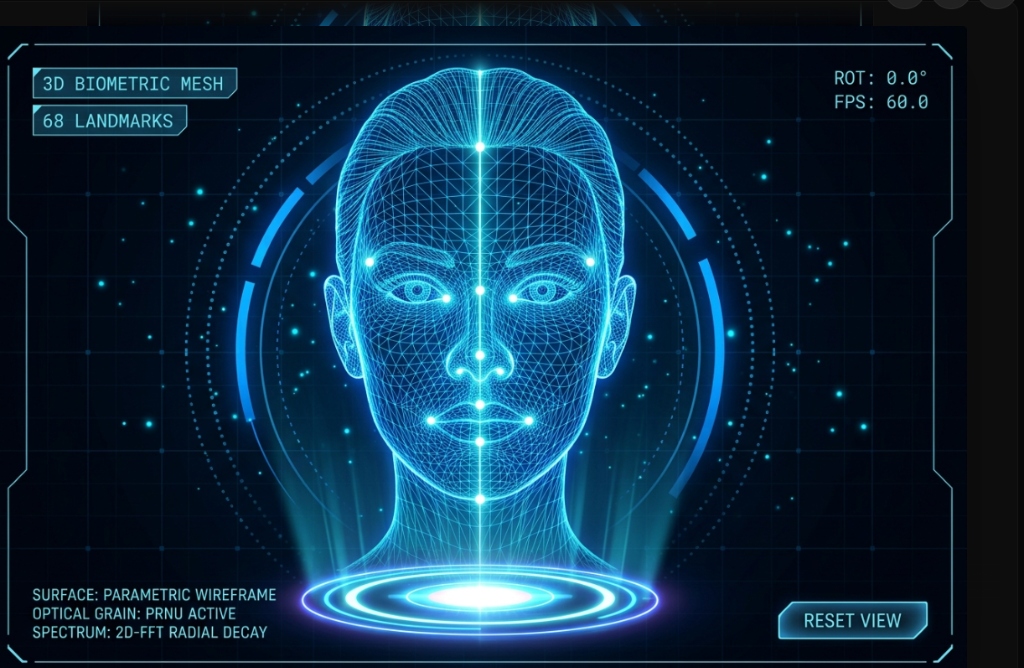 3D BIOMETRIC MESH
68 LANDMARKS
ROT: 0.0°
FPS: 60.0
SURFACE: PARAMETRIC WIREFRAME
OPTICAL GRAIN: PRNU ACTIVE
SPECTRUM: 2D-FFT RADIAL DECAY
RESET VIEW